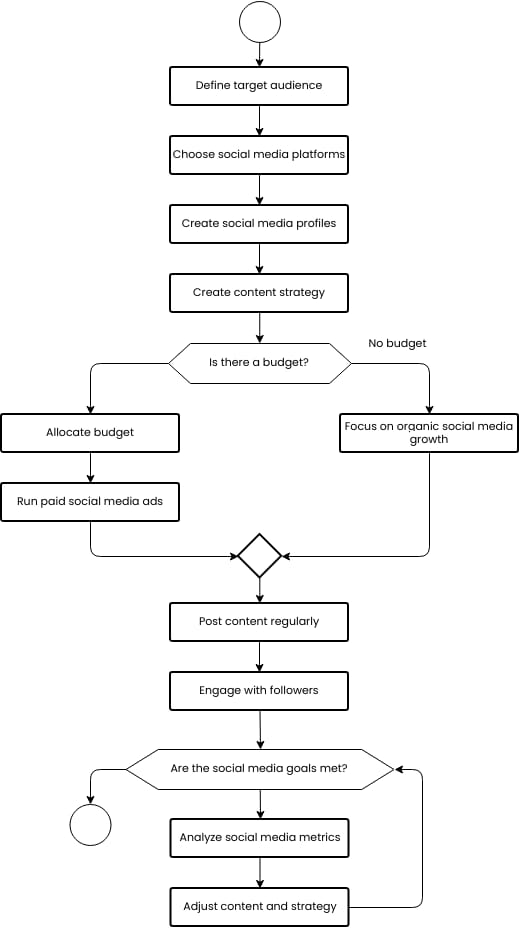 Define target audience
Choose social media platforms
Create social media profiles
Create content strategy
No budget
Is there a budget?
Allocate budget
Focus on organic social media
growth
Run paid social media ads
Post content regularly
Engage with followers
Are the social media goals met?
Analyze social media metrics
Adjust content and strategy